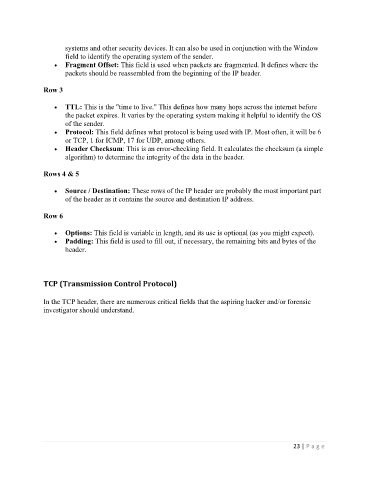 systems and other security devices. It can also be used in conjunction with the Window
field to identify the operating system of the sender.
• Fragment Offset: This field is used when packets are fragmented. It defines where the
packets should be reassembled from the beginning of the IP header.
Row 3
• TTL: This is the "time to live." This defines how many hops across the internet before
the packet expires. It varies by the operating system making it helpful to identify the OS
of the sender.
• Protocol: This field defines what protocol is being used with IP. Most often, it will be 6
or TCP, 1 for ICMP, 17 for UDP, among others.
• Header Checksum: This is an error-checking field. It calculates the checksum (a simple
algorithm) to determine the integrity of the data in the header.
Rows 4 & 5
• Source / Destination: These rows of the IP header are probably the most important part
of the header as it contains the source and destination IP address.
Row 6
• Options: This field is variable in length, and its use is optional (as you might expect).
• Padding: This field is used to fill out, if necessary, the remaining bits and bytes of the
header.
TCP (Transmission Control Protocol)
In the TCP header, there are numerous critical fields that the aspiring hacker and/or forensic
investigator should understand.
23 | Page